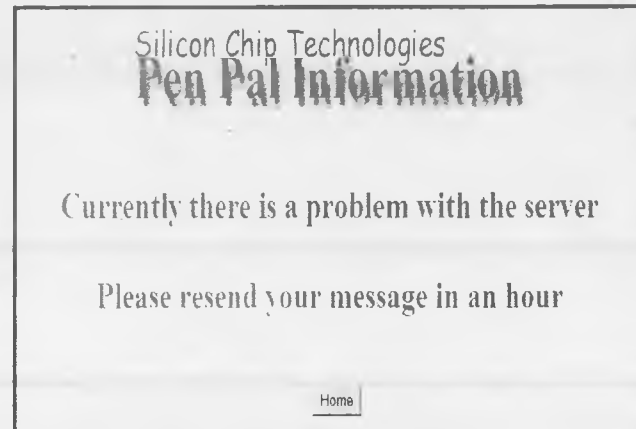 Silicon Chip Technologies
Pen Pal Information
Currently there is a problem with the server
Please resend your message in an hour
Home